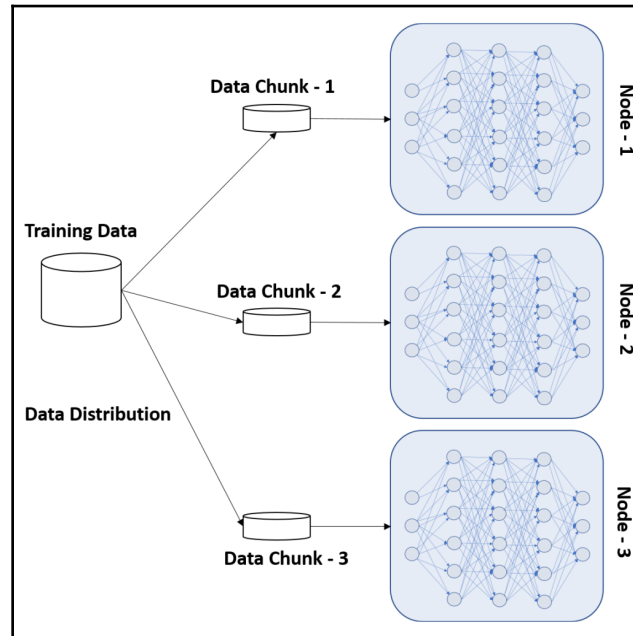 Data Chunk - 1
Node - 1
Training Data
Data Chunk - 2
Node - 2
Data Distribution
Data Chunk - 3
Node - 3